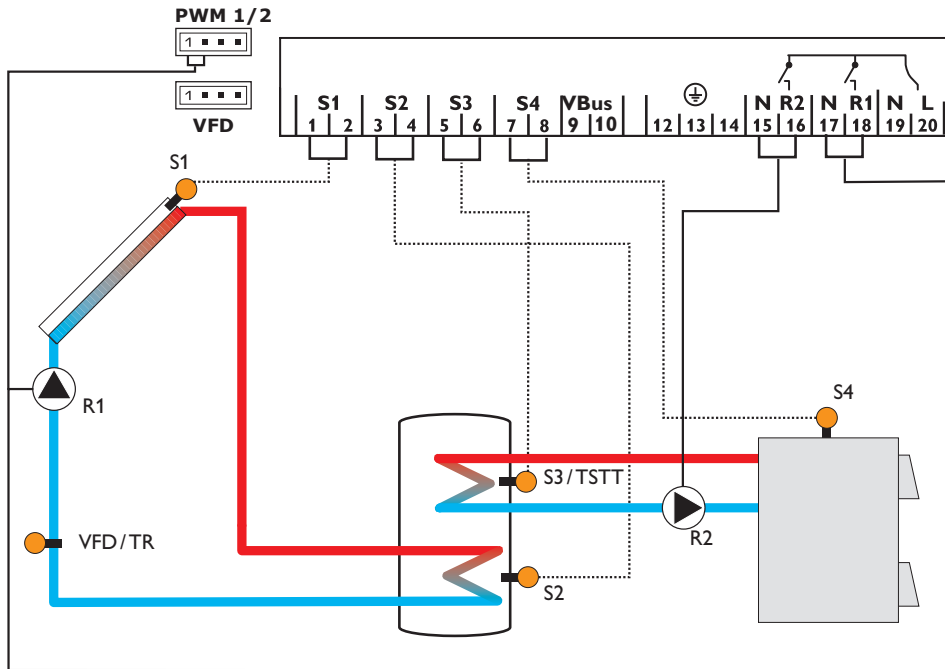 PWM 1/2
1
1
VFD
S1 S2 S3 S4 VBus N R2 N R1 N L
1 2 3 4 5 6 7 8 9 10 12 13 14 15 16 17 18 19 20
S1
R1
VFD/TR
S3/TSTT
S2
R2
S4